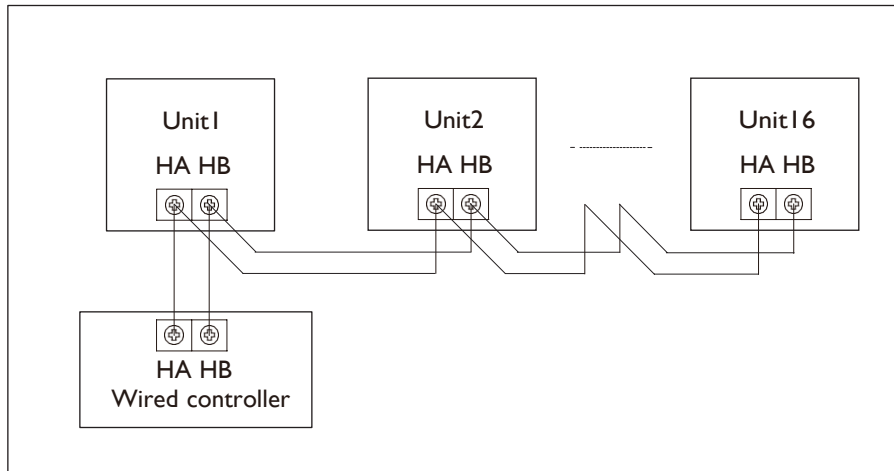 Unit1
HA HB
Unit2
HA HB
Unit16
HA HB
HA HB
Wired controller